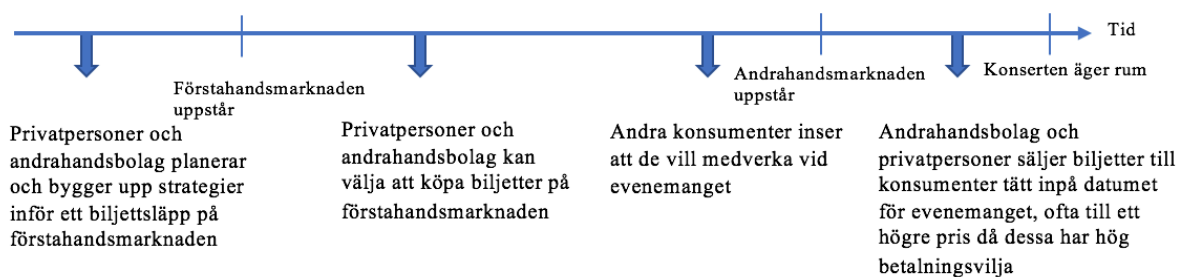 Tid
Förstahandsmarknaden
uppstår
Andrahandsmarknaden
uppstår
Konserten äger rum
Privatpersoner och
andrahandsbolag planerar
och bygger upp strategier
inför ett biljettsläpp på
förstahandsmarknaden
Privatpersoner och
andrahandsbolag kan
välja att köpa biljetter på
förstahandsmarknaden
Andra konsumenter inser
att de vill medverka vid
evenemanget
Andrahandsbolag och
privatpersoner säljer biljetter till
konsumenter tätt inpå datumet
för evenemanget, ofta till ett
högre pris då dessa har hög
betalningsvilja